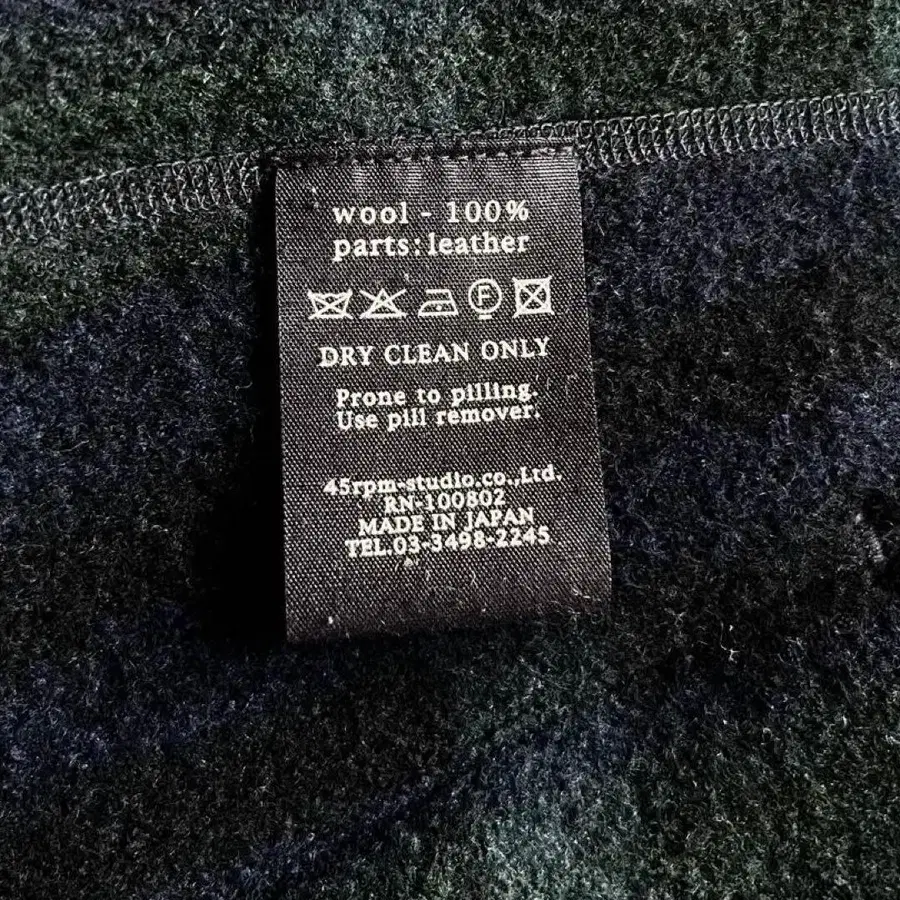 wool - 100%
parts: leather
F
DRY CLEAN ONLY
Prone to pilling.
Use pill remover.
45rpm-studio.co.,Ltd.
RN-100802
MADE IN JAPAN
TEL.03-3498-2245